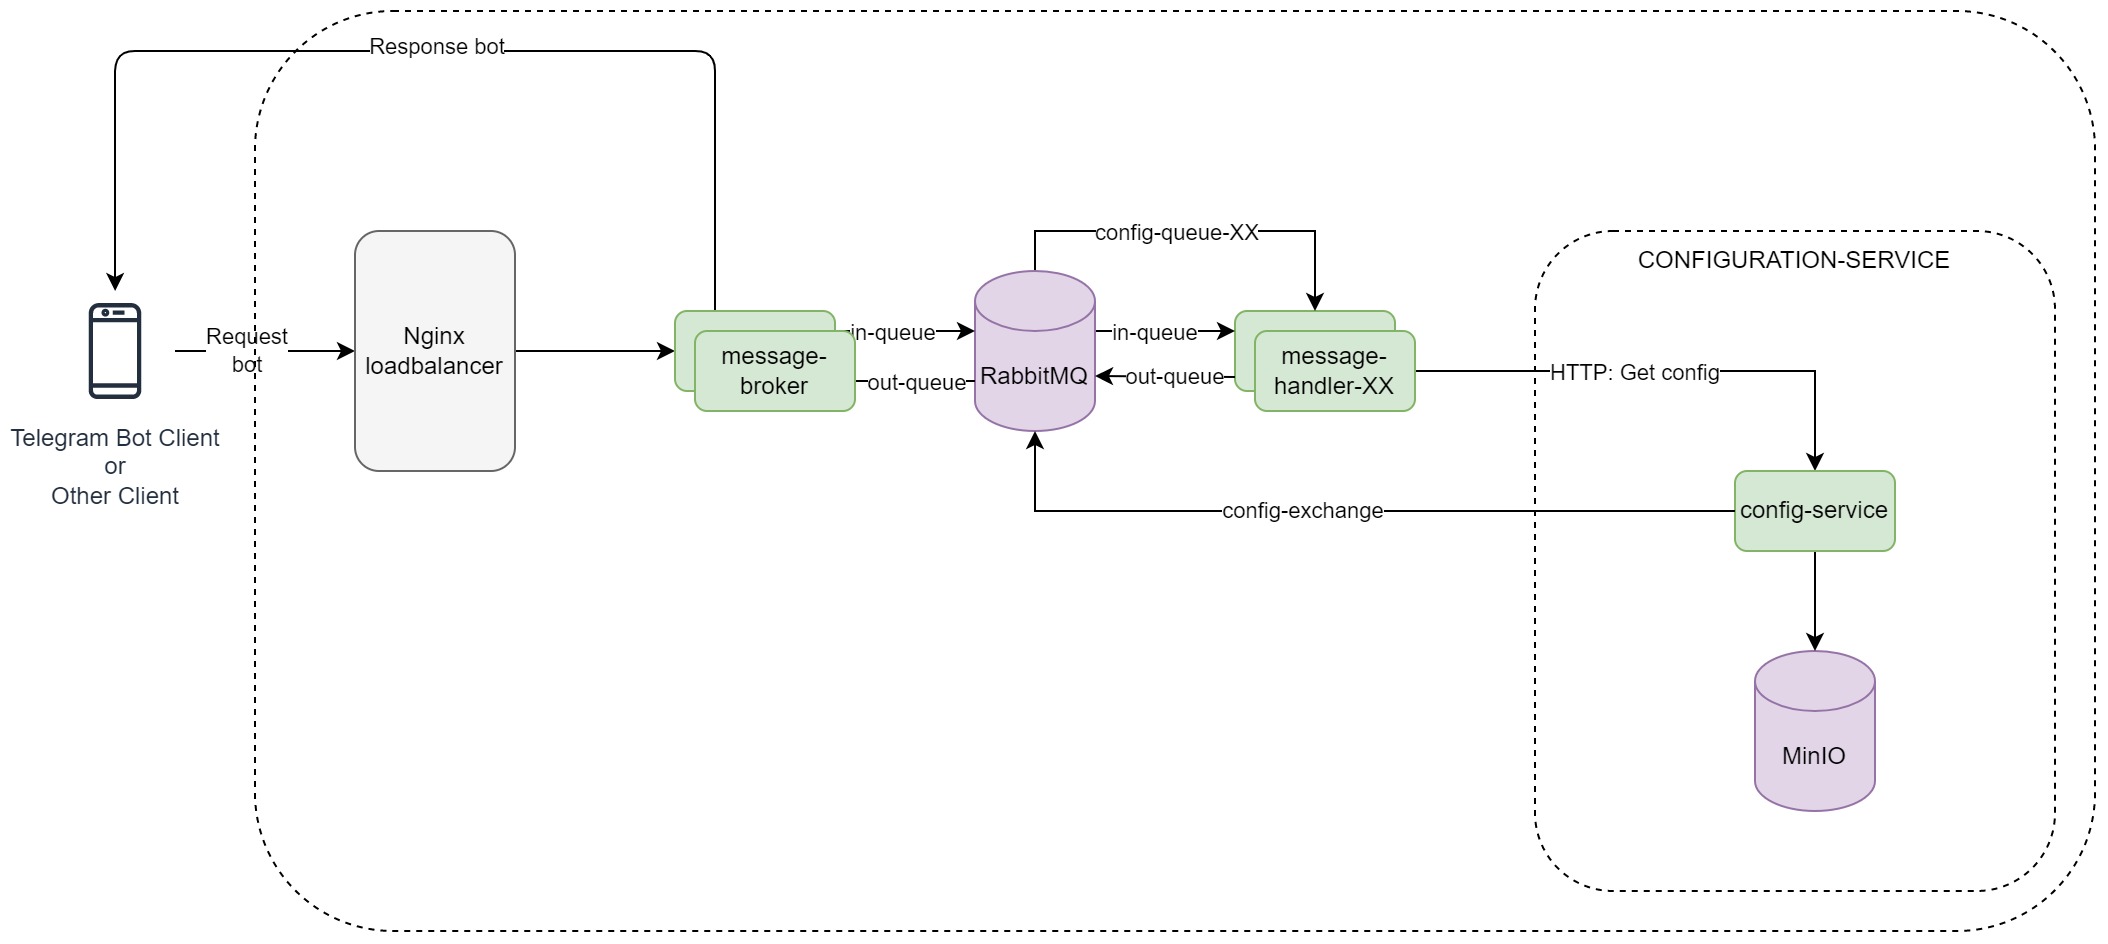 Response bot
config-queue-XX
CONFIGURATION-SERVICE
Request
bot
Nginx
loadbalancer
message-
broker
in-queue
out-queue
RabbitMQ
in-queue
out-queue
message-
handler-XX
HTTP: Get config
Telegram Bot Client
or
Other Client
config-exchange
config-service
MinIO